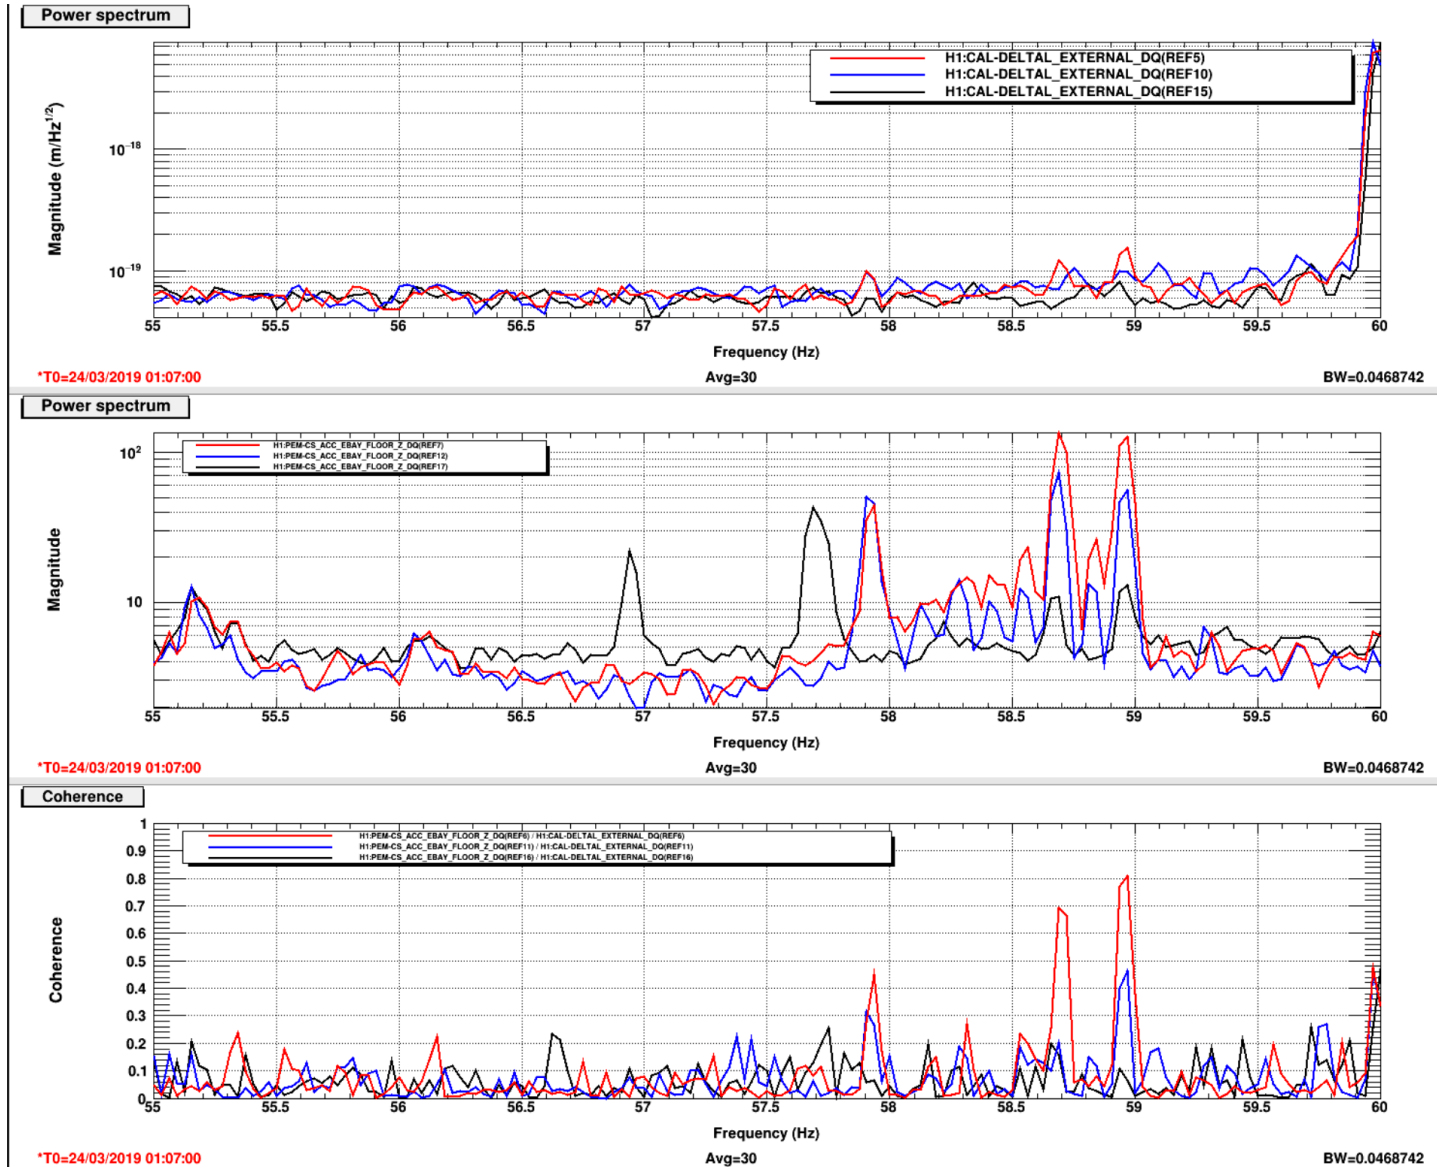 Power spectrum
H1:CAL-DELTAL_EXTERNAL_DQ(REF5)
H1:CAL-DELTAL_EXTERNAL_DQ(REF10)
H1:CAL-DELTAL_EXTERNAL_DQ(REF15)
Magnitude (m/Hz^1/2)
10^-18
10^-19
55 55.5 56 56.5 57 57.5 58 58.5 59 59.5 60
Frequency (Hz)
*T0=24/03/2019 01:07:00 Avg=30 BW=0.0468742
Power spectrum
H1:PEM-CS_ACC_EBAY_FLOOR_Z_DQ(REF7)
H1:PEM-CS_ACC_EBAY_FLOOR_Z_DQ(REF12)
H1:PEM-CS_ACC_EBAY_FLOOR_Z_DQ(REF17)
Magnitude
10^2
10
55 55.5 56 56.5 57 57.5 58 58.5 59 59.5 60
Frequency (Hz)
*T0=24/03/2019 01:07:00 Avg=30 BW=0.0468742
Coherence
H1:PEM-CS_ACC_EBAY_FLOOR_Z_DQ(REF6) / H1:CAL-DELTAL_EXTERNAL_DQ(REF6)
H1:PEM-CS_ACC_EBAY_FLOOR_Z_DQ(REF11) / H1:CAL-DELTAL_EXTERNAL_DQ(REF11)
H1:PEM-CS_ACC_EBAY_FLOOR_Z_DQ(REF16) / H1:CAL-DELTAL_EXTERNAL_DQ(REF16)
Coherence
1
0.9
0.8
0.7
0.6
0.5
0.4
0.3
0.2
0.1
0
55 55.5 56 56.5 57 57.5 58 58.5 59 59.5 60
Frequency (Hz)
*T0=24/03/2019 01:07:00 Avg=30 BW=0.0468742